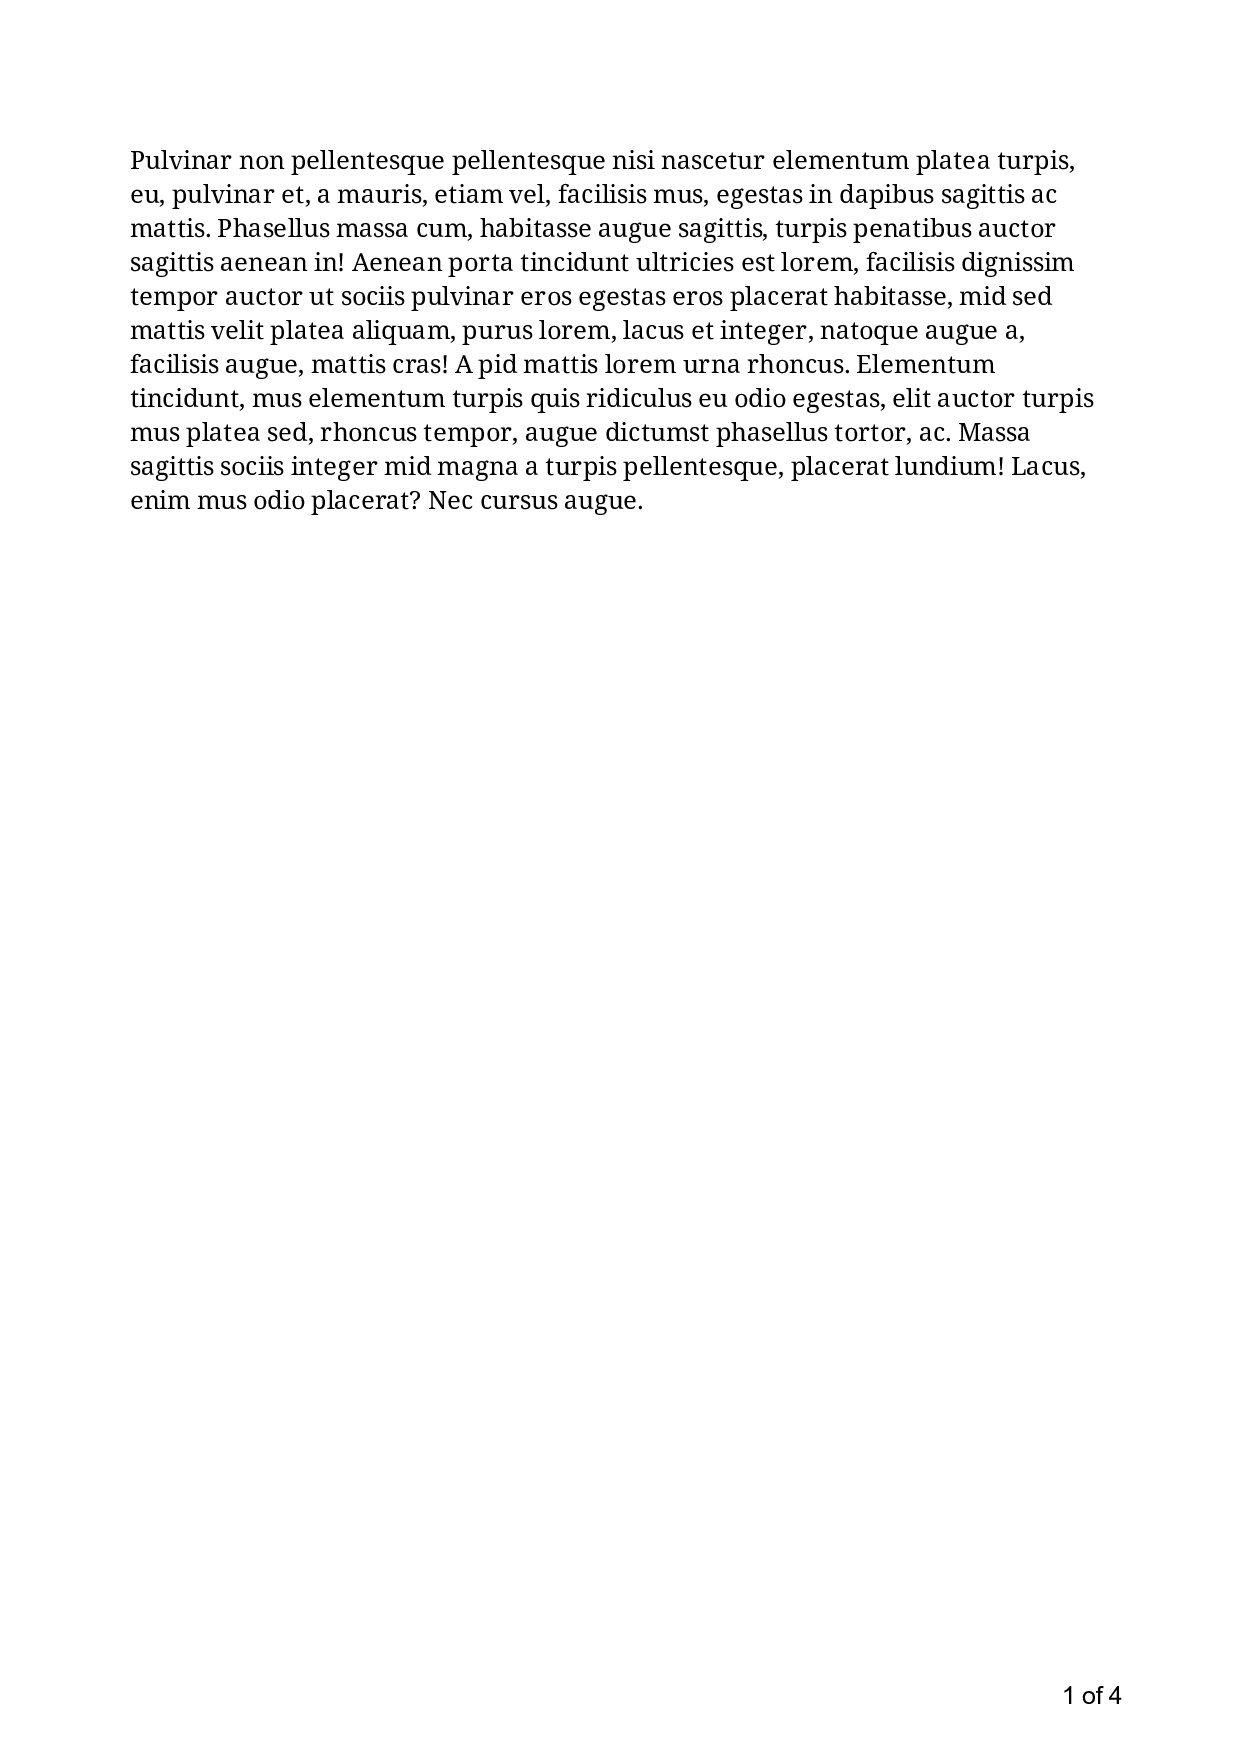 Pulvinar non pellentesque pellentesque nisi nascetur elementum platea turpis,
eu, pulvinar et, a mauris, etiam vel, facilisis mus, egestas in dapibus sagittis ac
mattis. Phasellus massa cum, habitasse augue sagittis, turpis penatibus auctor
sagittis aenean in! Aenean porta tincidunt ultricies est lorem, facilisis dignissim
tempor auctor ut sociis pulvinar eros egestas eros placerat habitasse, mid sed
mattis velit platea aliquam, purus lorem, lacus et integer, natoque augue a,
facilisis augue, mattis cras! A pid mattis lorem urna rhoncus. Elementum
tincidunt, mus elementum turpis quis ridiculus eu odio egestas, elit auctor turpis
mus platea sed, rhoncus tempor, augue dictumst phasellus tortor, ac. Massa
sagittis sociis integer mid magna a turpis pellentesque, placerat lundium! Lacus,
enim mus odio placerat? Nec cursus augue.
1 of 4